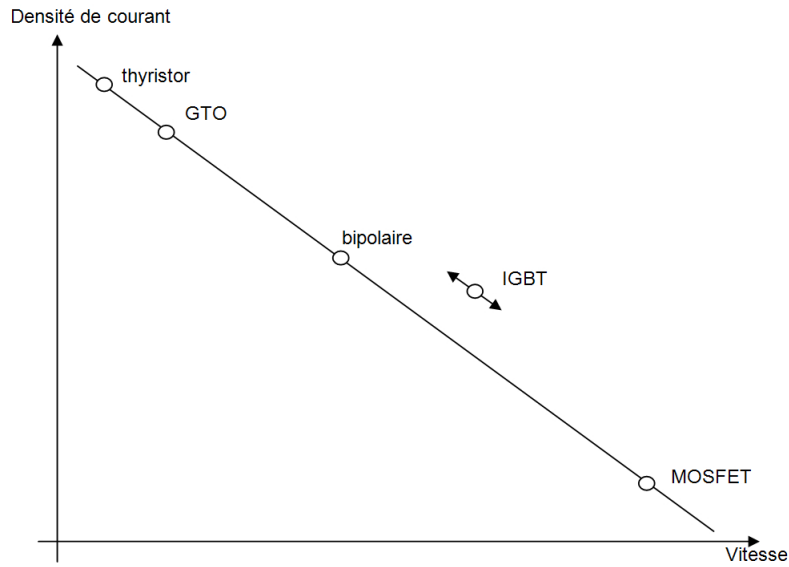 Densité de courant
thyristor
GTO
bipolaire
IGBT
MOSFET
Vitesse